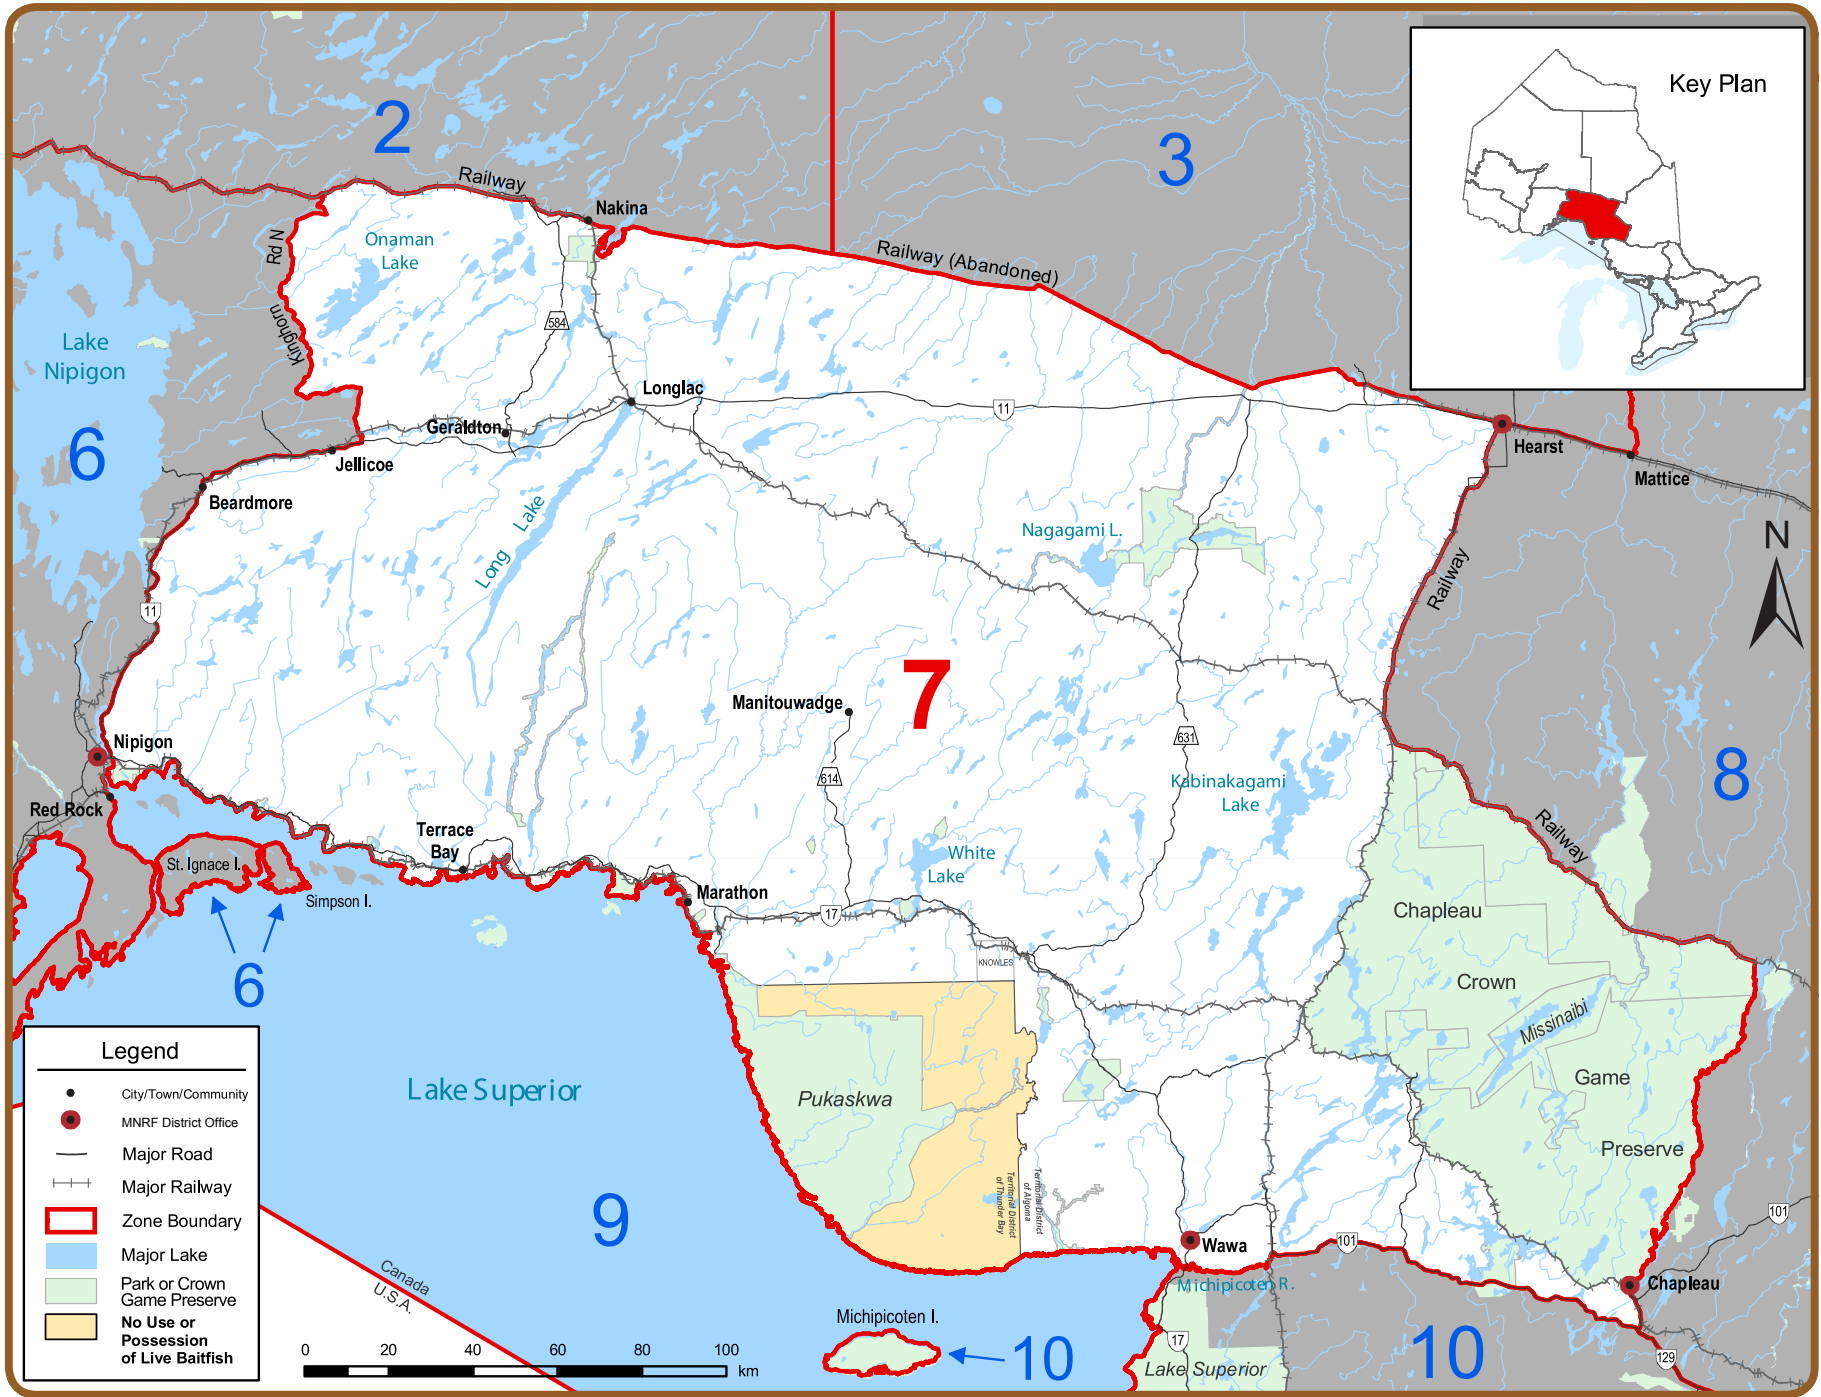 2
3
Key Plan
Railway
Nakina
Onaman
Lake
Rd N
Kinghorn
Railway (Abandoned)
584
Lake
Nipigon
Longlac
11
6
Geraldton
Jellicoe
Hearst
Mattice
Beardmore
Long Lake
Nagagami L.
N
Railway
11
7
Manitouwadge
631
Nipigon
614
Kabinakagami
Lake
8
Red Rock
Terrace
Bay
Railway
St. Ignace I.
White
Lake
Simpson I.
Marathon
17
Chapleau
Crown
Game
Preserve
6
KNOWLES
Missinaibi
Legend
City/Town/Community
MNRF District Office
Major Road
Major Railway
Zone Boundary
Major Lake
Park or Crown
Game Preserve
No Use or
Possession
of Live Baitfish
Lake Superior
Pukaskwa
Territorial District
of Thunder Bay
Territorial District
of Algoma
9
Canada
U.S.A.
Wawa
101
101
Michipicoten R.
Chapleau
Michipicoten I.
10
10
17
129
Lake Superior
0 20 40 60 80 100
km